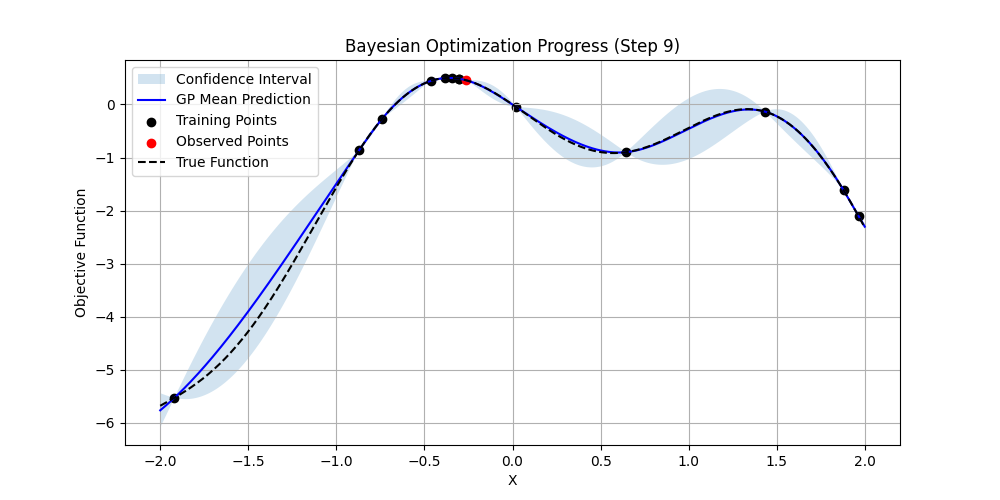 Bayesian Optimization Progress (Step 9)
Confidence Interval
GP Mean Prediction
Training Points
Observed Points
True Function
Objective Function
0
−1
−2
−3
−4
−5
−6
−2.0
−1.5
−1.0
−0.5
0.0
0.5
1.0
1.5
2.0
X